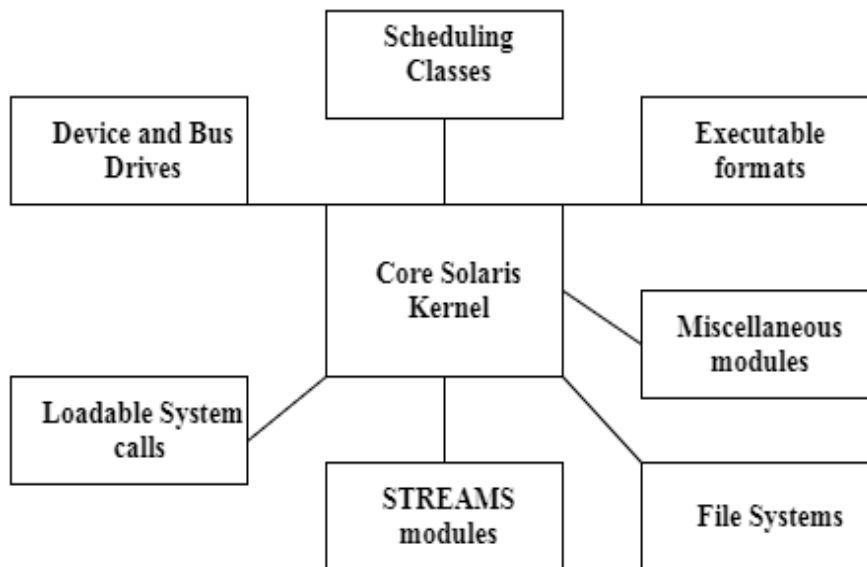 Scheduling
Classes
Device and Bus
Drives
Executable
formats
Core Solaris
Kernel
Miscellaneous
modules
Loadable System
calls
STREAMS
modules
File Systems